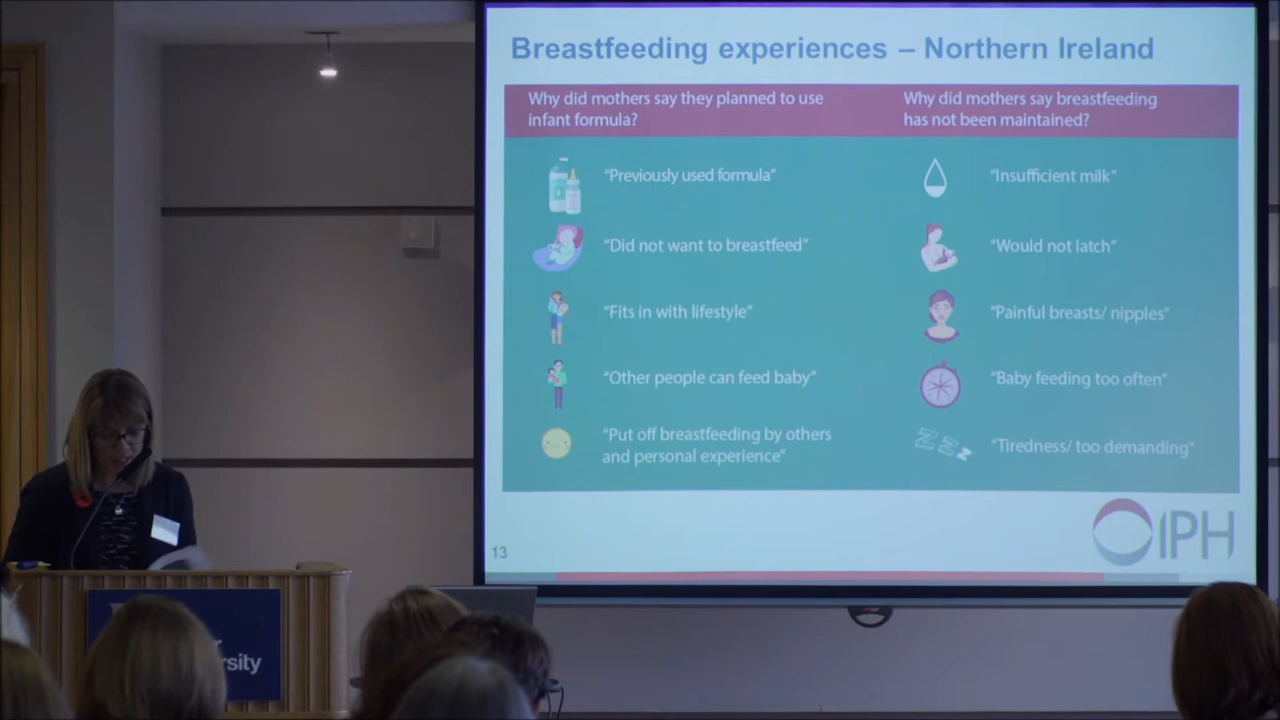 Breastfeeding experiences – Northern Ireland
Why did mothers say they planned to use
infant formula?
Why did mothers say breastfeeding
has not been maintained?
“Previously used formula”
“Insufficient milk”
“Did not want to breastfeed”
“Would not latch”
“Fits in with lifestyle”
“Painful breasts/ nipples”
“Other people can feed baby”
“Baby feeding too often”
“Put off breastfeeding by others
and personal experience”
“Tiredness/ too demanding”
IPH
13